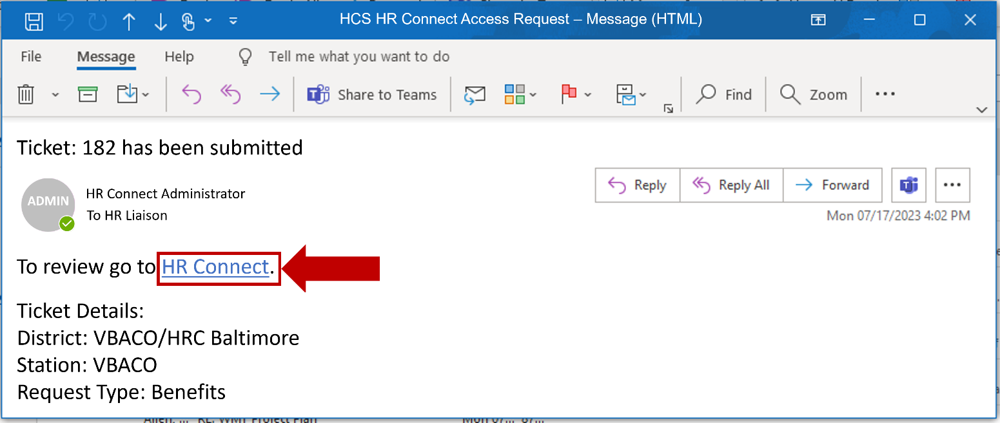 HCS HR Connect Access Request – Message (HTML)
File Message Help Tell me what you want to do
Share to Teams Find Zoom
Ticket: 182 has been submitted
ADMIN
HR Connect Administrator
To HR Liaison
Reply Reply All Forward
Mon 07/17/2023 4:02 PM
To review go to HR Connect.
Ticket Details:
District: VBACO/HRC Baltimore
Station: VBACO
Request Type: Benefits